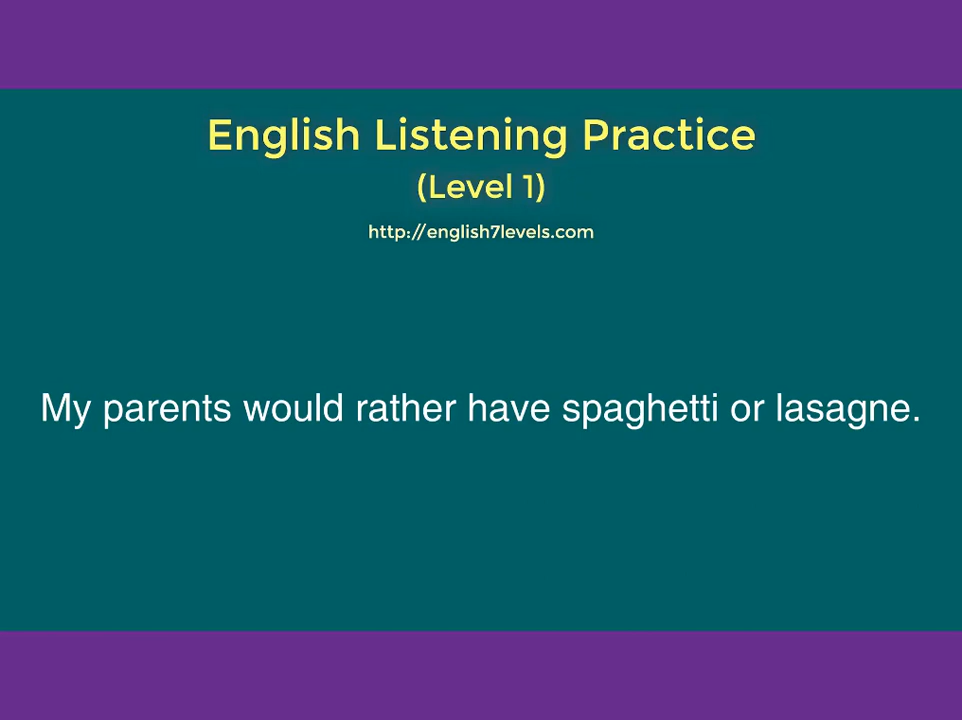 English Listening Practice
(Level 1)
http://english7levels.com
My parents would rather have spaghetti or lasagne.